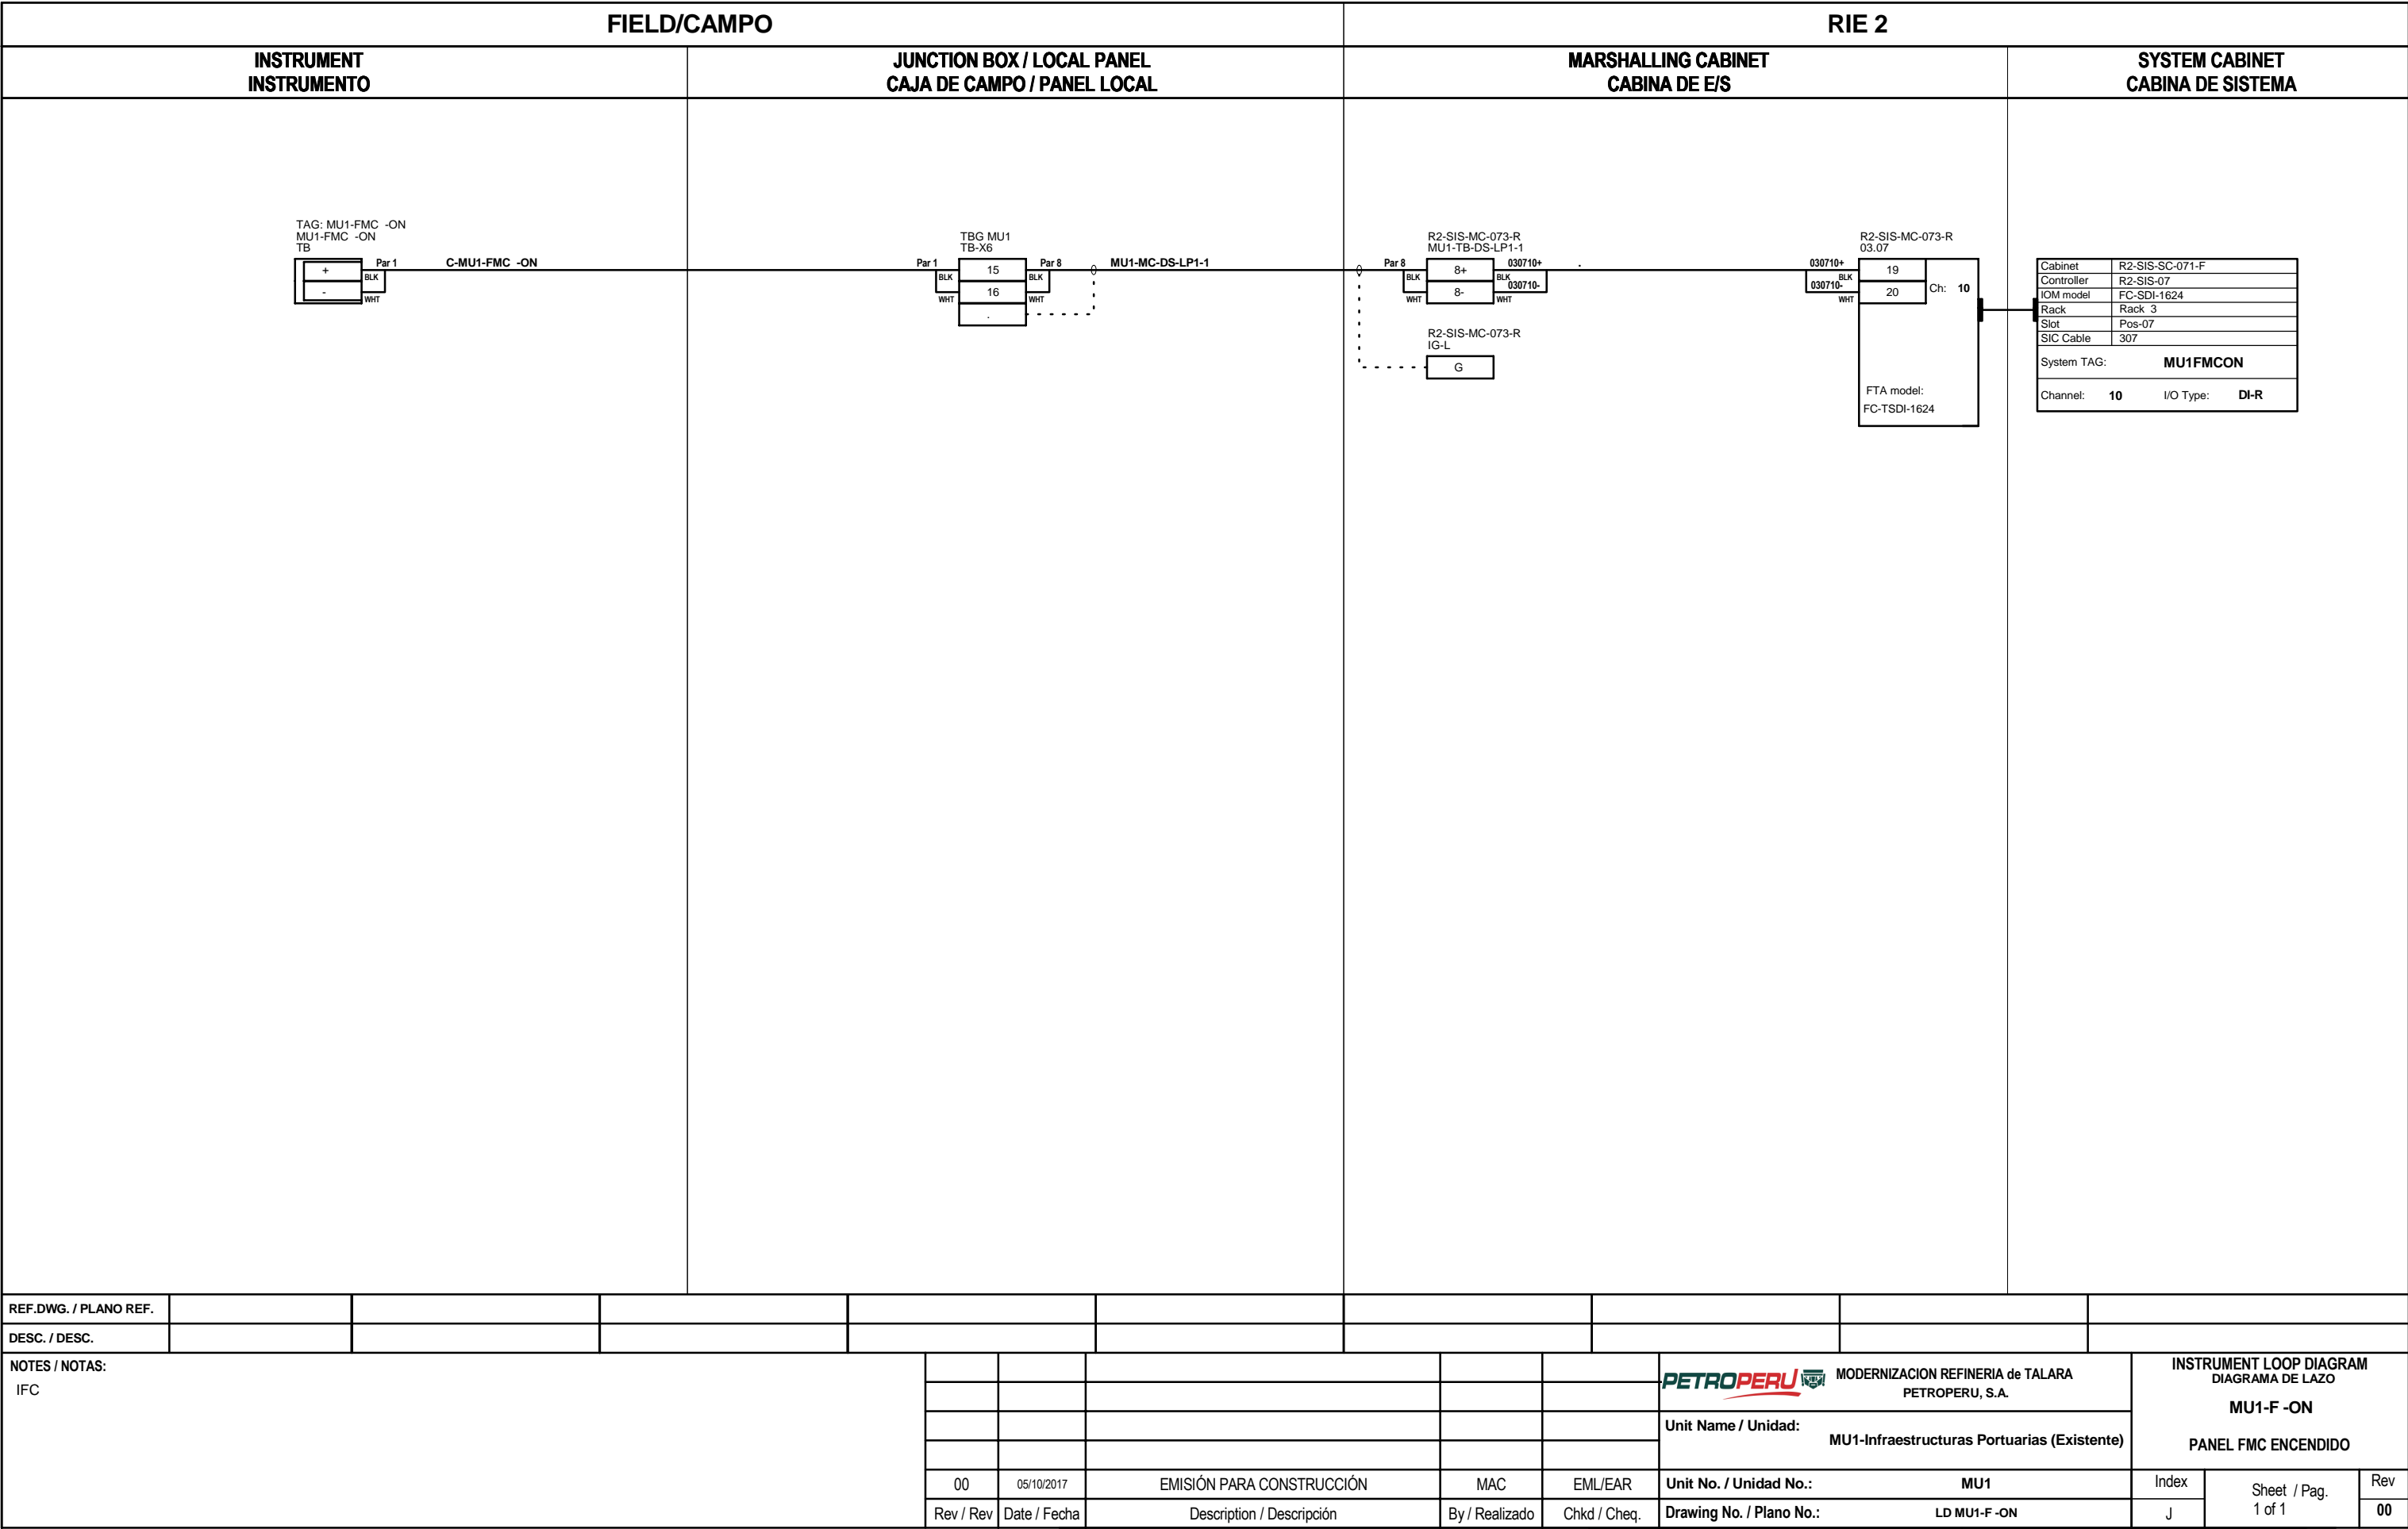 FIELD/CAMPO
RIE 2
INSTRUMENT
INSTRUMENTO
JUNCTION BOX / LOCAL PANEL
CAJA DE CAMPO / PANEL LOCAL
MARSHALLING CABINET
CABINA DE E/S
SYSTEM CABINET
CABINA DE SISTEMA
TAG: MU1-FMC -ON
MU1-FMC -ON
TB
+
-
Par 1
BLK
WHT
C-MU1-FMC -ON
TBG MU1
TB-X6
Par 1
BLK
WHT
15
16
.
Par 8
BLK
WHT
MU1-MC-DS-LP1-1
R2-SIS-MC-073-R
MU1-TB-DS-LP1-1
Par 8
BLK
WHT
8+
8-
030710+
BLK
030710-
WHT
.
R2-SIS-MC-073-R
IG-L
G
R2-SIS-MC-073-R
03.07
030710+
BLK
030710-
WHT
19
20
Ch: 10
FTA model:
FC-TSDI-1624
Cabinet R2-SIS-SC-071-F
Controller R2-SIS-07
IOM model FC-SDI-1624
Rack Rack 3
Slot Pos-07
SIC Cable 307
System TAG: MU1FMCON
Channel: 10 I/O Type: DI-R
REF.DWG. / PLANO REF.
DESC. / DESC.
NOTES / NOTAS:
IFC
00 05/10/2017 EMISIÓN PARA CONSTRUCCIÓN MAC EML/EAR
Rev / Rev Date / Fecha Description / Descripción By / Realizado Chkd / Cheq.
PETROPERU
MODERNIZACION REFINERIA de TALARA
PETROPERU, S.A.
Unit Name / Unidad:
MU1-Infraestructuras Portuarias (Existente)
Unit No. / Unidad No.: MU1
Drawing No. / Plano No.: LD MU1-F -ON
INSTRUMENT LOOP DIAGRAM
DIAGRAMA DE LAZO
MU1-F -ON
PANEL FMC ENCENDIDO
Index
J
Sheet / Pag.
1 of 1
Rev
00